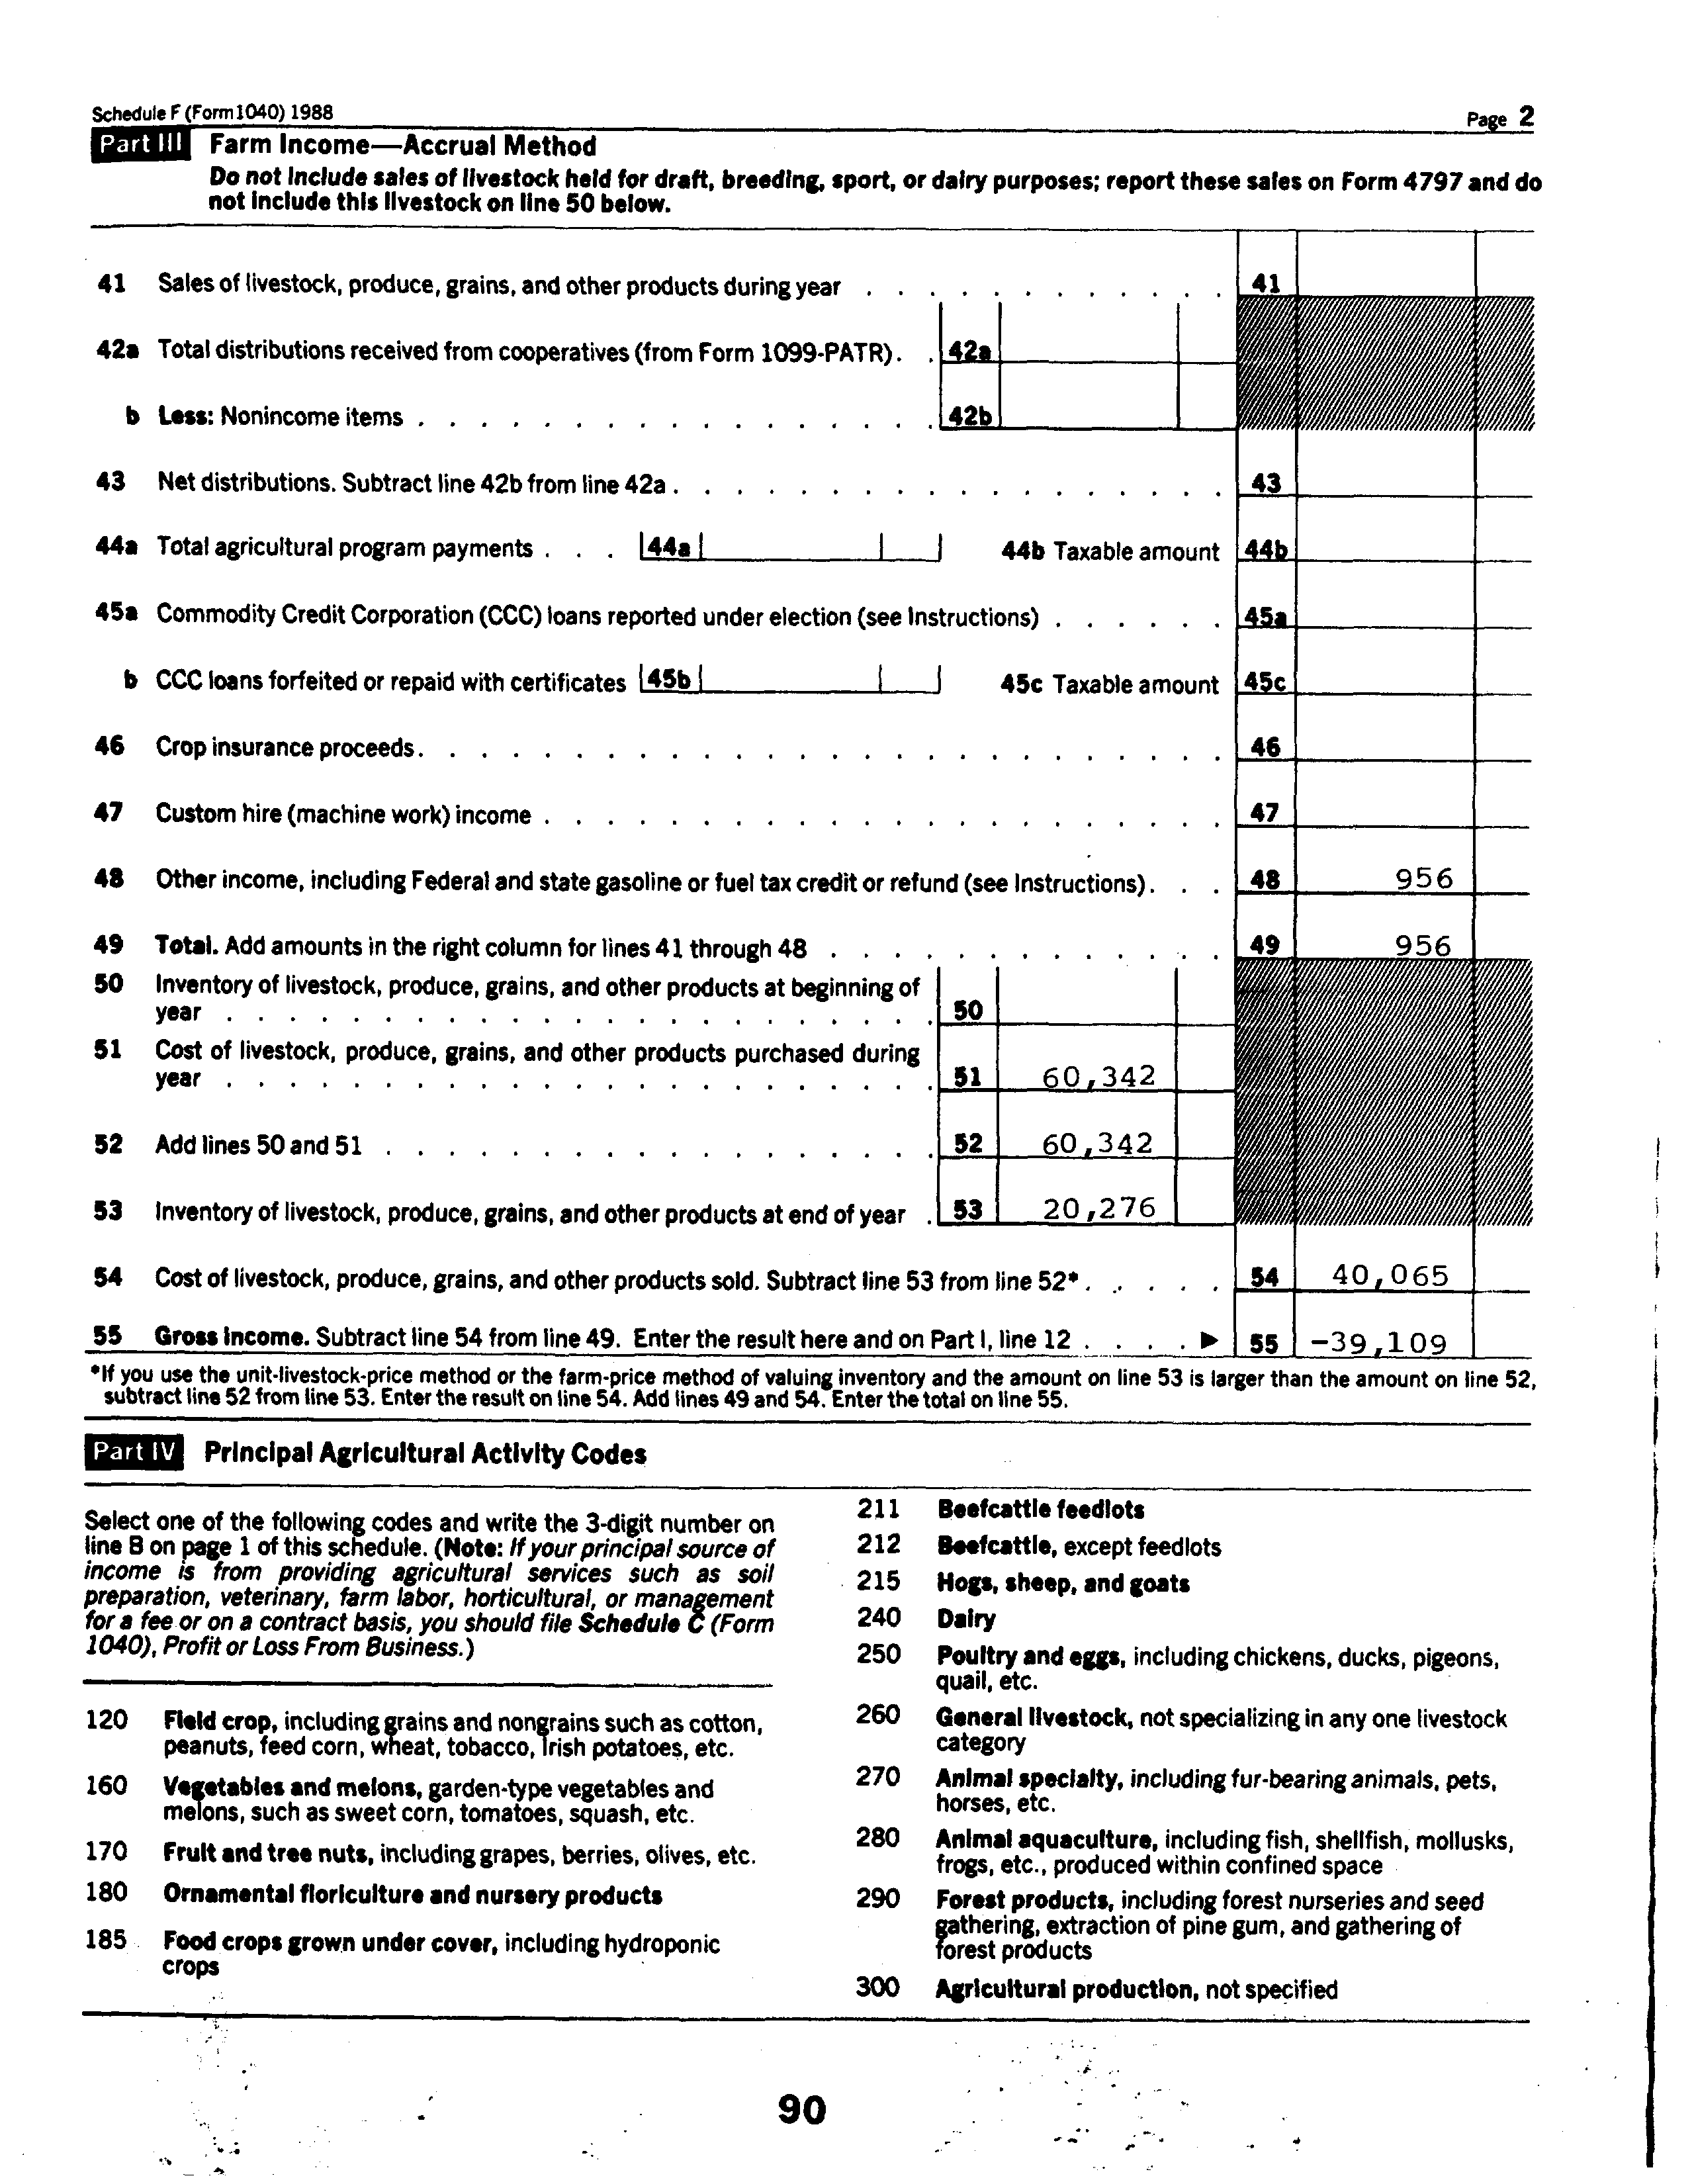 Schedule F (Form 1040) 1988 Page 2
Part III Farm Income—Accrual Method
Do not include sales of livestock held for draft, breeding, sport, or dairy purposes; report these sales on Form 4797 and do
not include this livestock on line 50 below.
41 Sales of livestock, produce, grains, and other products during year . . . . . . . . . . . . 41
42a Total distributions received from cooperatives (from Form 1099-PATR) . . 42a
b Less: Nonincome items . . . . . . . . . . . . . . . . . 42b
43 Net distributions. Subtract line 42b from line 42a . . . . . . . . . . . . . . . . . . 43
44a Total agricultural program payments . . . 44a 44b Taxable amount 44b
45a Commodity Credit Corporation (CCC) loans reported under election (see Instructions) . . . . . . 45a
b CCC loans forfeited or repaid with certificates 45b 45c Taxable amount 45c
46 Crop insurance proceeds . . . . . . . . . . . . . . . . . . . . . . . . . . 46
47 Custom hire (machine work) income . . . . . . . . . . . . . . . . . . . . . . 47
48 Other income, including Federal and state gasoline or fuel tax credit or refund (see Instructions) . . . 48 956
49 Total. Add amounts in the right column for lines 41 through 48 . . . . . . . . . . . . . 49 956
50 Inventory of livestock, produce, grains, and other products at beginning of
year . . . . . . . . . . . . . . . . . . . . . . . 50
51 Cost of livestock, produce, grains, and other products purchased during
year . . . . . . . . . . . . . . . . . . . . . . . 51 60,342
52 Add lines 50 and 51 . . . . . . . . . . . . . . . . . . 52 60,342
53 Inventory of livestock, produce, grains, and other products at end of year . 53 20,276
54 Cost of livestock, produce, grains, and other products sold. Subtract line 53 from line 52* . . . . . 54 40,065
55 Gross income. Subtract line 54 from line 49. Enter the result here and on Part I, line 12 . . . . ▶ 55 -39,109
*If you use the unit-livestock-price method or the farm-price method of valuing inventory and the amount on line 53 is larger than the amount on line 52,
subtract line 52 from line 53. Enter the result on line 54. Add lines 49 and 54. Enter the total on line 55.
Part IV Principal Agricultural Activity Codes
Select one of the following codes and write the 3-digit number on
line B on page 1 of this schedule. (Note: If your principal source of
income is from providing agricultural services such as soil
preparation, veterinary, farm labor, horticultural, or management
for a fee or on a contract basis, you should file Schedule C (Form
1040), Profit or Loss From Business.)
120 Field crop, including grains and nongrains such as cotton,
peanuts, feed corn, wheat, tobacco, Irish potatoes, etc.
160 Vegetables and melons, garden-type vegetables and
melons, such as sweet corn, tomatoes, squash, etc.
170 Fruit and tree nuts, including grapes, berries, olives, etc.
180 Ornamental floriculture and nursery products
185 Food crops grown under cover, including hydroponic
crops
211 Beefcattle feedlots
212 Beefcattle, except feedlots
215 Hogs, sheep, and goats
240 Dairy
250 Poultry and eggs, including chickens, ducks, pigeons,
quail, etc.
260 General livestock, not specializing in any one livestock
category
270 Animal specialty, including fur-bearing animals, pets,
horses, etc.
280 Animal aquaculture, including fish, shellfish, mollusks,
frogs, etc., produced within confined space
290 Forest products, including forest nurseries and seed
gathering, extraction of pine gum, and gathering of
forest products
300 Agricultural production, not specified
90